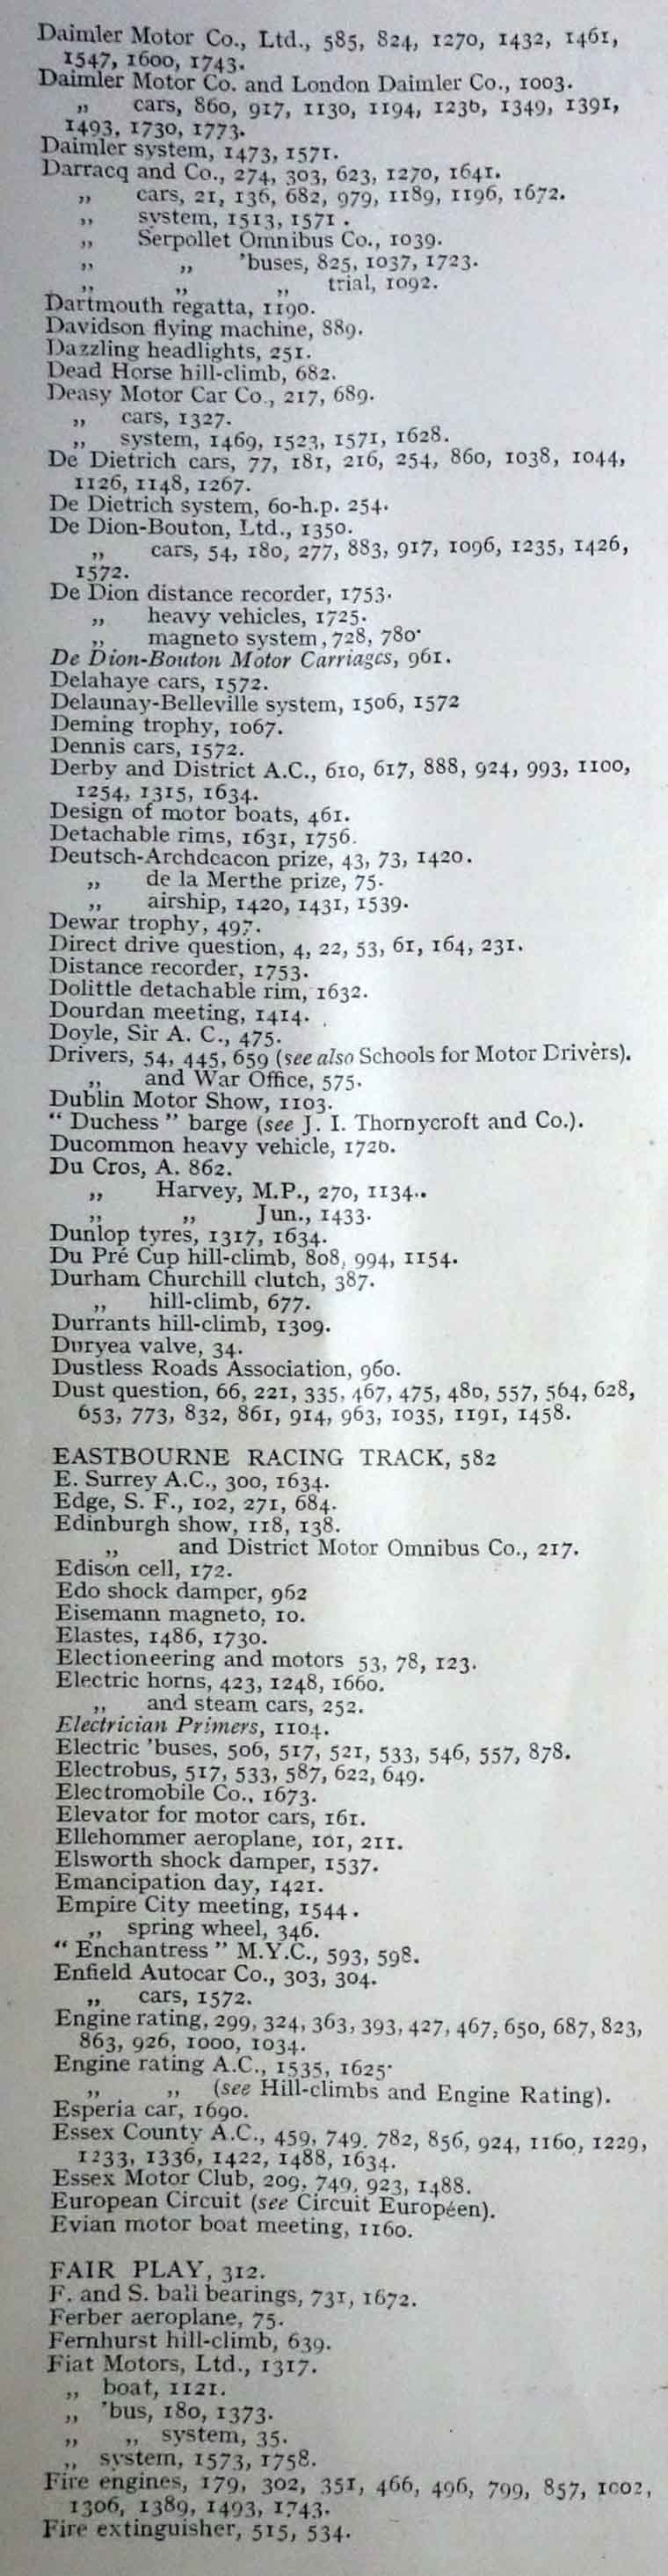 Daimler Motor Co., Ltd., 585, 824, 1270, 1432, 1461,
1547, 1600, 1743.
Daimler Motor Co. and London Daimler Co., 1003.
„ cars, 860, 917, 1130, 1194, 1236, 1349, 1391,
1493, 1730, 1773.
Daimler system, 1473, 1571.
Darracq and Co., 274, 303, 623, 1270, 1641.
„ cars, 21, 136, 682, 979, 1189, 1196, 1672.
„ system, 1513, 1571.
„ Serpollet Omnibus Co., 1039.
„ „ 'buses, 825, 1037, 1723.
„ „ „ trial, 1092.
Dartmouth regatta, 1190.
Davidson flying machine, 889.
Dazzling headlights, 251.
Dead Horse hill-climb, 682.
Deasy Motor Car Co., 217, 689.
„ cars, 1327.
„ system, 1469, 1523, 1571, 1628.
De Dietrich cars, 77, 181, 216, 254, 860, 1038, 1044,
1126, 1148, 1267.
De Dietrich system, 60-h.p. 254.
De Dion-Bouton, Ltd., 1350.
„ cars, 54, 180, 277, 883, 917, 1096, 1235, 1426,
1572.
De Dion distance recorder, 1753.
„ heavy vehicles, 1725.
„ magneto system, 728, 780.
De Dion-Bouton Motor Carriages, 961.
Delahaye cars, 1572.
Delaunay-Belleville system, 1506, 1572
Deming trophy, 1067.
Dennis cars, 1572.
Derby and District A.C., 610, 617, 888, 924, 993, 1100,
1254, 1315, 1634.
Design of motor boats, 461.
Detachable rims, 1631, 1756.
Deutsch-Archdeacon prize, 43, 73, 1420.
„ de la Merthe prize, 75.
„ airship, 1420, 1431, 1539.
Dewar trophy, 497.
Direct drive question, 4, 22, 53, 61, 164, 231.
Distance recorder, 1753.
Dolittle detachable rim, 1632.
Dourdan meeting, 1414.
Doyle, Sir A. C., 475.
Drivers, 54, 445, 659 (see also Schools for Motor Drivers).
„ and War Office, 575.
Dublin Motor Show, 1103.
“ Duchess ” barge (see J. I. Thornycroft and Co.).
Ducommon heavy vehicle, 1726.
Du Cros, A. 862.
„ Harvey, M.P., 270, 1134..
„ „ Jun., 1433.
Dunlop tyres, 1317, 1634.
Du Pré Cup hill-climb, 808, 994, 1154.
Durham Churchill clutch, 387.
„ hill-climb, 677.
Durrants hill-climb, 1309.
Duryea valve, 34.
Dustless Roads Association, 960.
Dust question, 66, 221, 335, 467, 475, 480, 557, 564, 628,
653, 773, 832, 861, 914, 963, 1035, 1191, 1458.
EASTBOURNE RACING TRACK, 582
E. Surrey A.C., 300, 1634.
Edge, S. F., 102, 271, 684.
Edinburgh show, 118, 138.
„ and District Motor Omnibus Co., 217.
Edison cell, 172.
Edo shock damper, 962
Eisemann magneto, 10.
Elastes, 1486, 1730.
Electioneering and motors 53, 78, 123.
Electric horns, 423, 1248, 1660.
„ and steam cars, 252.
Electrician Primers, 1104.
Electric 'buses, 506, 517, 521, 533, 546, 557, 878.
Electrobus, 517, 533, 587, 622, 649.
Electromobile Co., 1673.
Elevator for motor cars, 161.
Ellehommer aeroplane, 101, 211.
Elsworth shock damper, 1537.
Emancipation day, 1421.
Empire City meeting, 1544.
„ spring wheel, 346.
“ Enchantress ” M.Y.C., 593, 598.
Enfield Autocar Co., 303, 304.
„ cars, 1572.
Engine rating, 299, 324, 363, 393, 427, 467, 650, 687, 823,
863, 926, 1000, 1034.
Engine rating A.C., 1535, 1625.
„ „ (see Hill-climbs and Engine Rating).
Esperia car, 1690.
Essex County A.C., 459, 749, 782, 856, 924, 1160, 1229,
1233, 1336, 1422, 1488, 1634.
Essex Motor Club, 209, 749, 923, 1488.
European Circuit (see Circuit Européen).
Evian motor boat meeting, 1160.
FAIR PLAY, 312.
F. and S. ball bearings, 731, 1672.
Ferber aeroplane, 75.
Fernhurst hill-climb, 639.
Fiat Motors, Ltd., 1317.
„ boat, 1121.
„ 'bus, 180, 1373.
„ „ system, 35.
„ system, 1573, 1758.
Fire engines, 179, 302, 351, 466, 496, 799, 857, 1002,
1306, 1389, 1493, 1743.
Fire extinguisher, 515, 534.